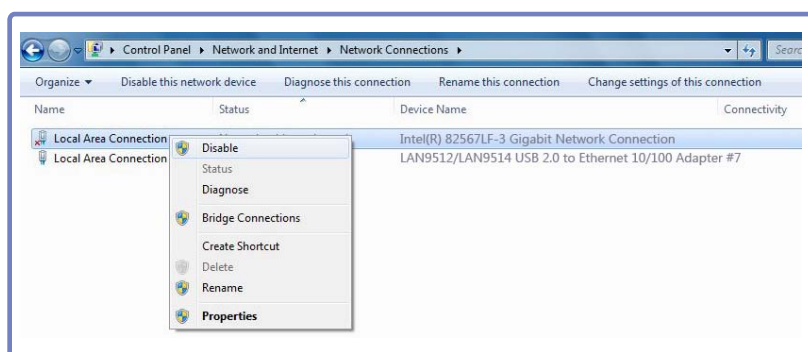 Control Panel ▸ Network and Internet ▸ Network Connections ▸
Organize ▾ Disable this network device Diagnose this connection Rename this connection Change settings of this connection
Name Status Device Name Connectivity
Local Area Connection Intel(R) 82567LF-3 Gigabit Network Connection
Local Area Connection LAN9512/LAN9514 USB 2.0 to Ethernet 10/100 Adapter #7
Disable
Status
Diagnose
Bridge Connections
Create Shortcut
Delete
Rename
Properties